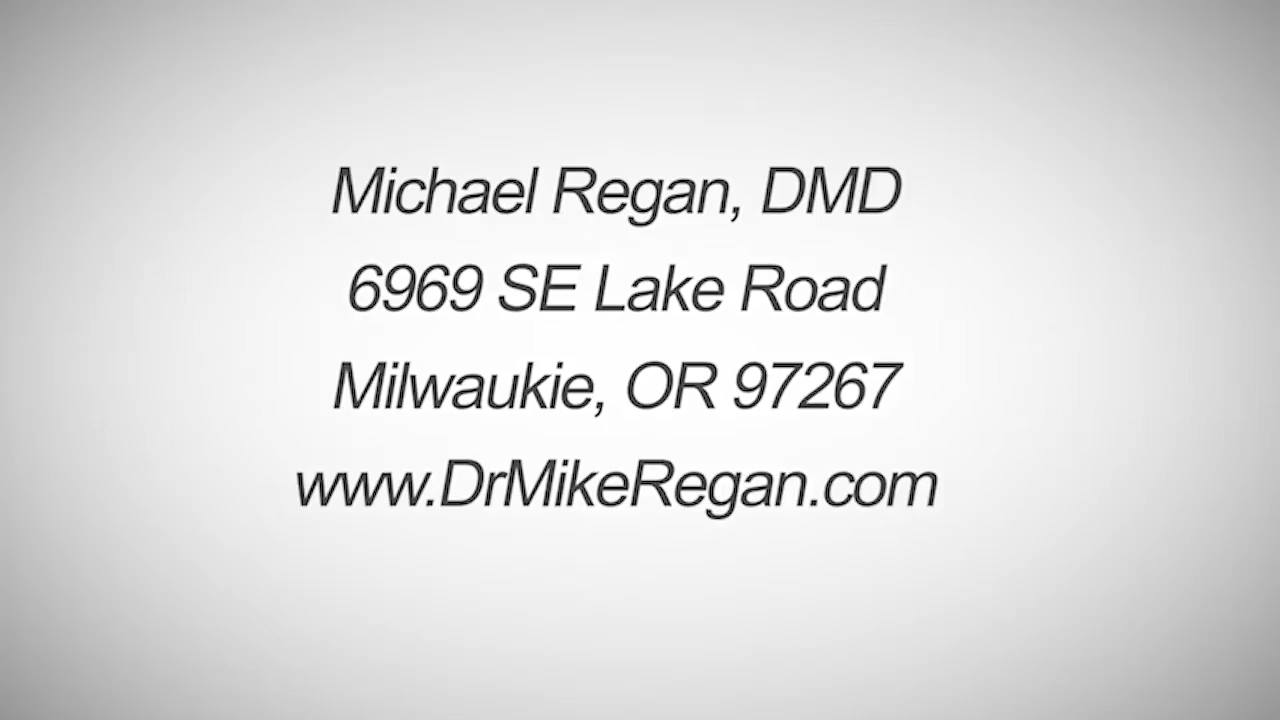 Michael Regan, DMD
6969 SE Lake Road
Milwaukie, OR 97267
www.DrMikeRegan.com